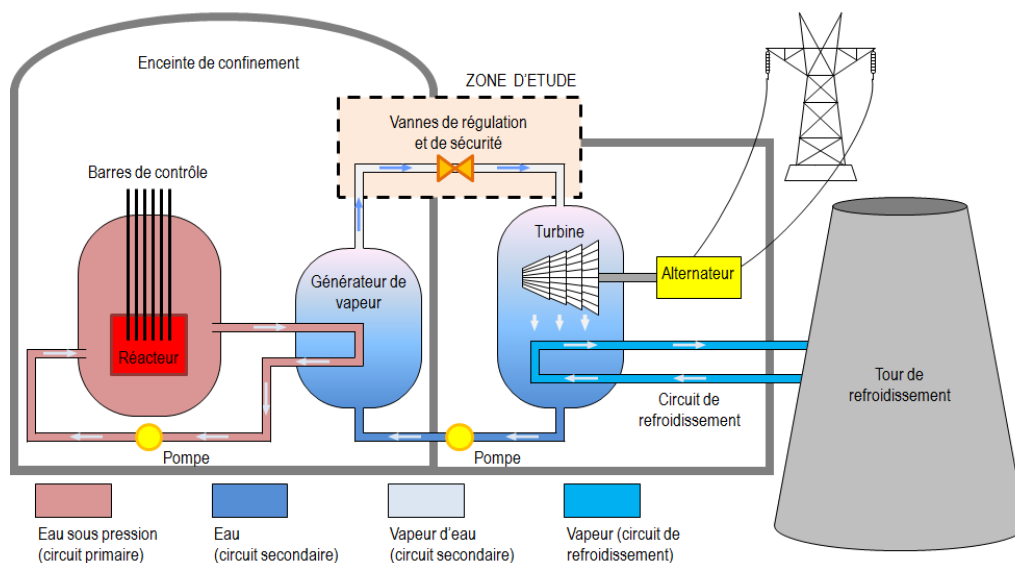 Enceinte de confinement
ZONE D'ETUDE
Vannes de régulation
et de sécurité
Barres de contrôle
Turbine
Générateur de
vapeur
Alternateur
Réacteur
Tour de
refroidissement
Circuit de
refroidissement
Pompe
Pompe
Eau sous pression
(circuit primaire)
Eau
(circuit secondaire)
Vapeur d'eau
(circuit secondaire)
Vapeur (circuit de
refroidissement)